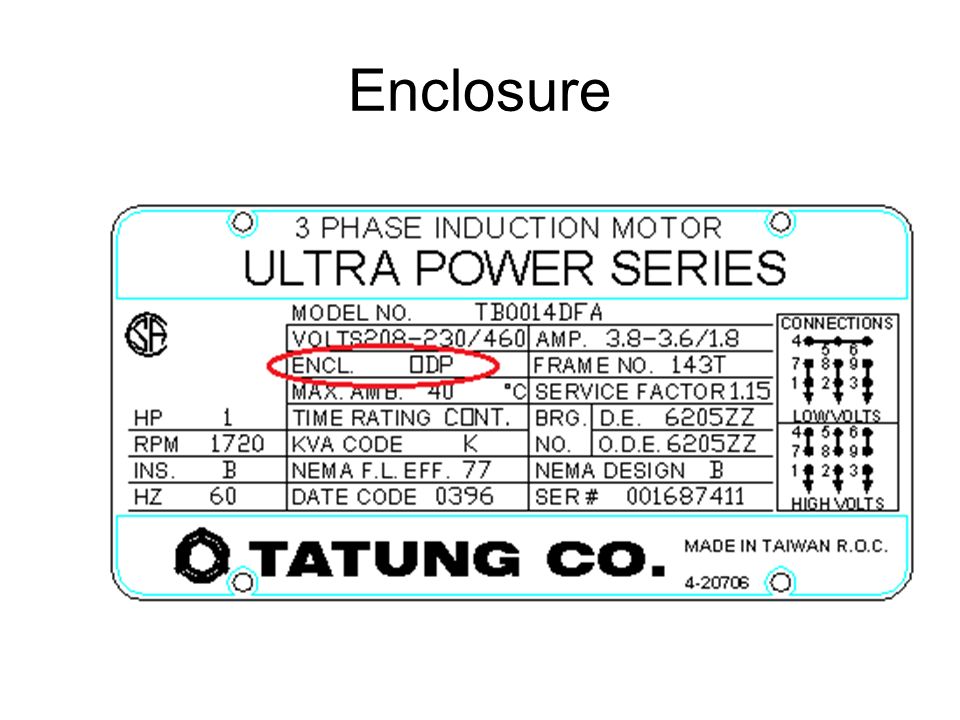 Enclosure
3 PHASE INDUCTION MOTOR
ULTRA POWER SERIES
MODEL NO. TB0014DFA
VOLTS 208-230/460 AMP. 3.8-3.6/1.8
ENCL. ODP FRAME NO. 143T
MAX. AMB. 40 °C SERVICE FACTOR 1.15
HP 1 TIME RATING CONT. BRG. D.E. 6205ZZ
RPM 1720 KVA CODE K NO. O.D.E. 6205ZZ
INS. B NEMA F.L. EFF. 77 NEMA DESIGN B
HZ 60 DATE CODE 0396 SER # 001687411
CONNECTIONS
4 5 6
7 8 9
1 2 3
LOW VOLTS
4 5 6
7 8 9
1 2 3
HIGH VOLTS
TATUNG CO.
MADE IN TAIWAN R.O.C.
4-20706